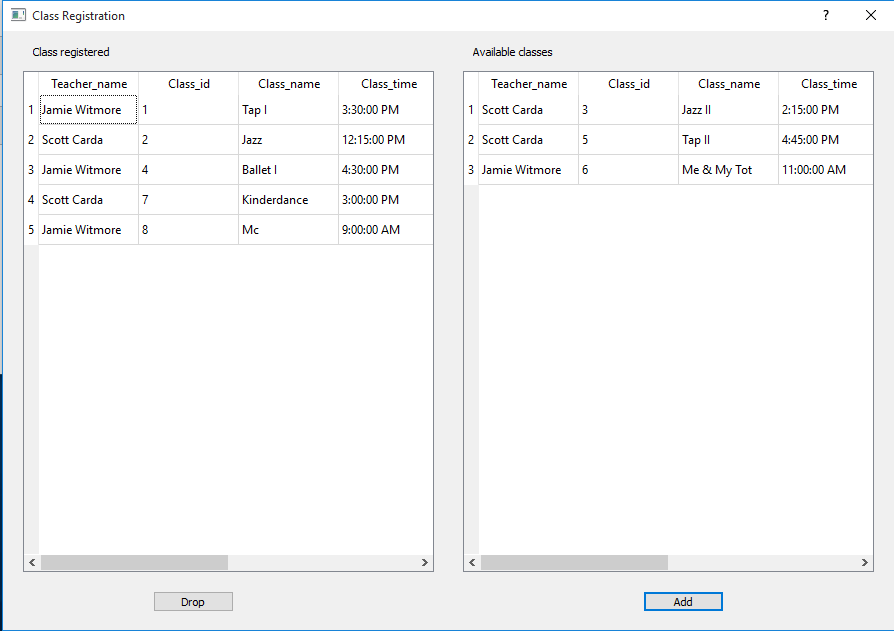 Class Registration
Class registered
Teacher_name Class_id Class_name Class_time
1 Jamie Witmore 1 Tap I 3:30:00 PM
2 Scott Carda 2 Jazz 12:15:00 PM
3 Jamie Witmore 4 Ballet I 4:30:00 PM
4 Scott Carda 7 Kinderdance 3:00:00 PM
5 Jamie Witmore 8 Mc 9:00:00 AM
Drop
Available classes
Teacher_name Class_id Class_name Class_time
1 Scott Carda 3 Jazz II 2:15:00 PM
2 Scott Carda 5 Tap II 4:45:00 PM
3 Jamie Witmore 6 Me & My Tot 11:00:00 AM
Add